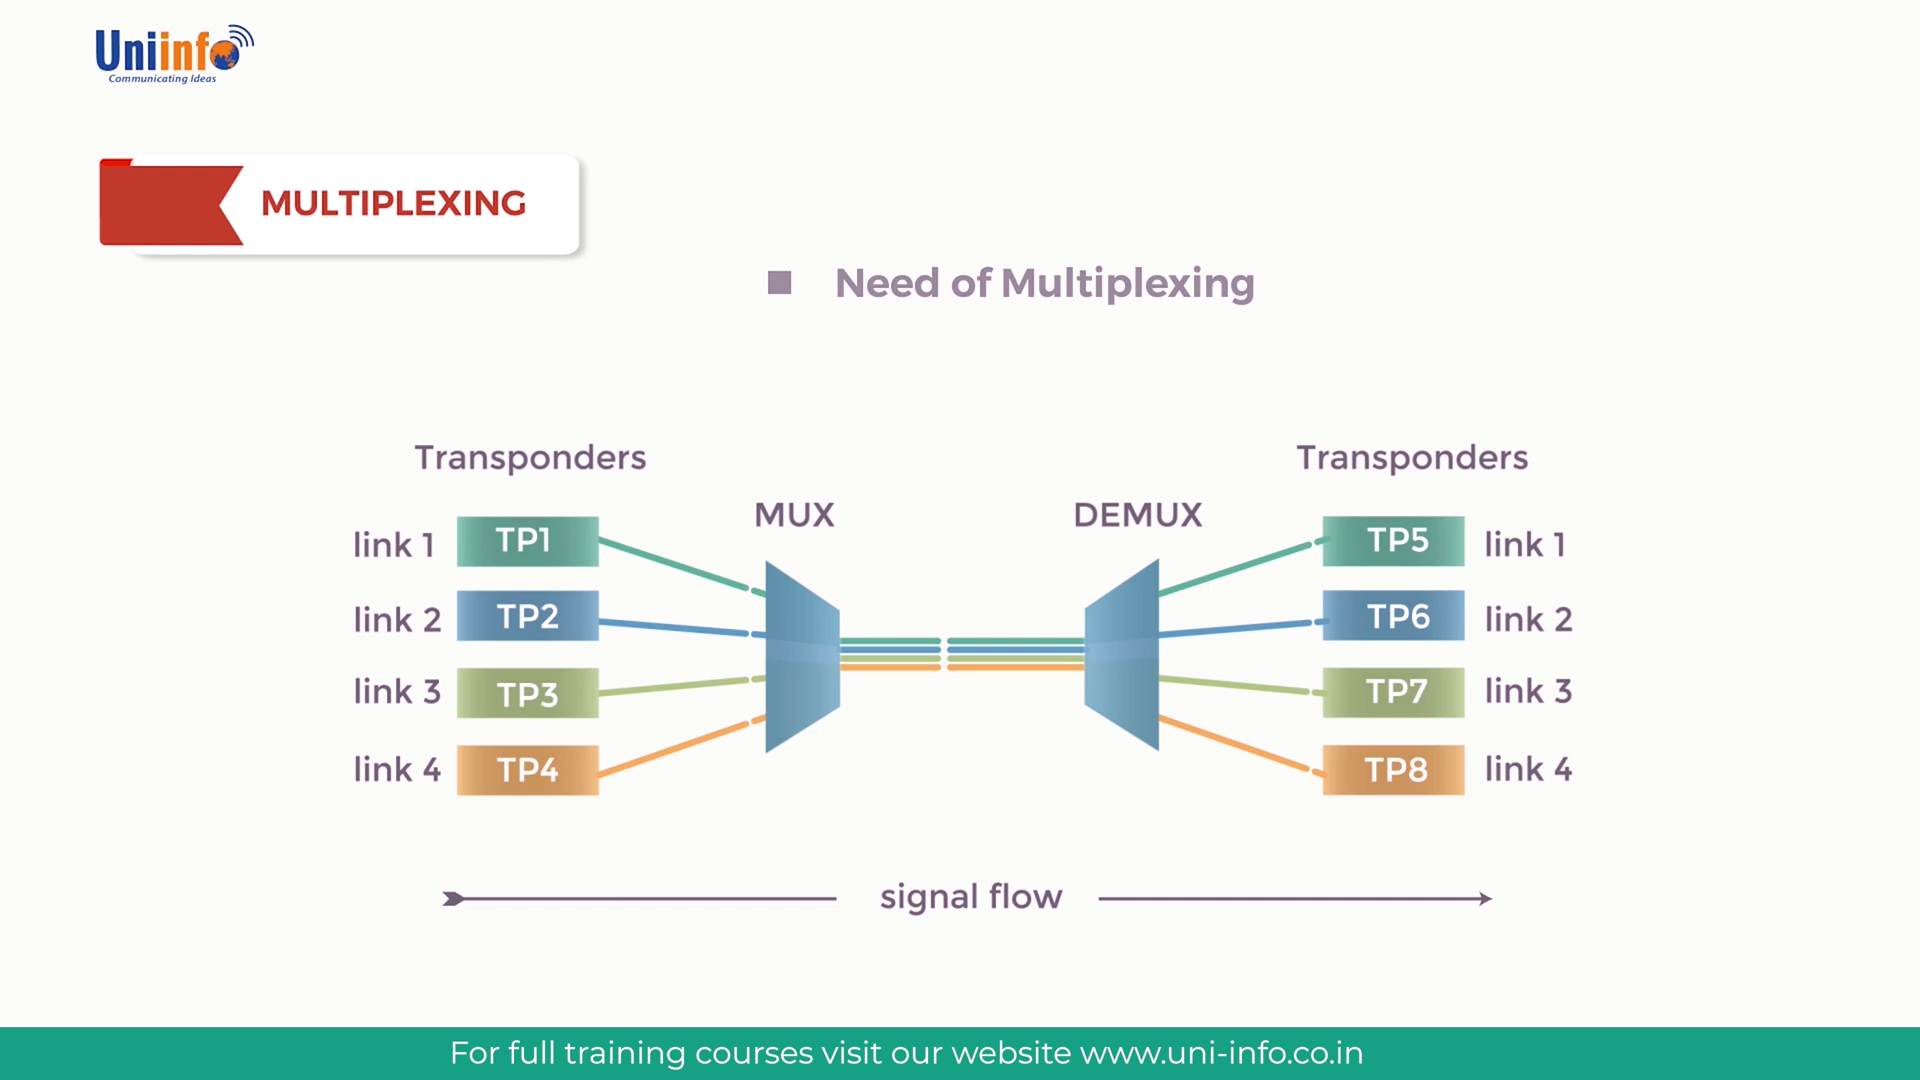 Uniinfo
Communicating Ideas
MULTIPLEXING
Need of Multiplexing
Transponders
Transponders
MUX
DEMUX
link 1
TP1
TP5
link 1
link 2
TP2
TP6
link 2
link 3
TP3
TP7
link 3
link 4
TP4
TP8
link 4
signal flow
For full training courses visit our website www.uni-info.co.in